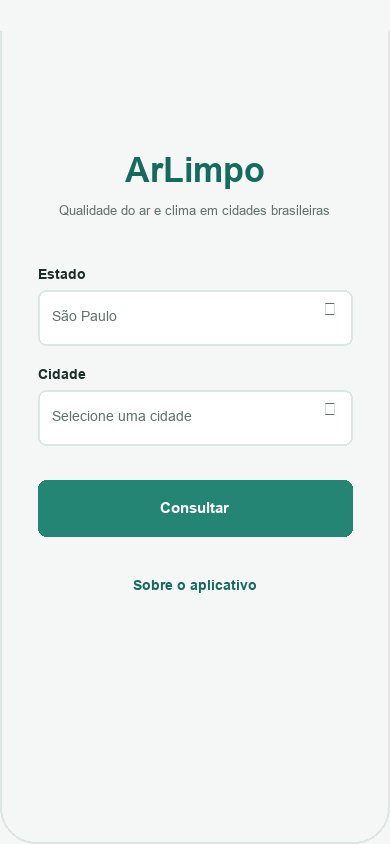 ArLimpo
Qualidade do ar e clima em cidades brasileiras
Estado
São Paulo
Cidade
Selecione uma cidade
Consultar
Sobre o aplicativo